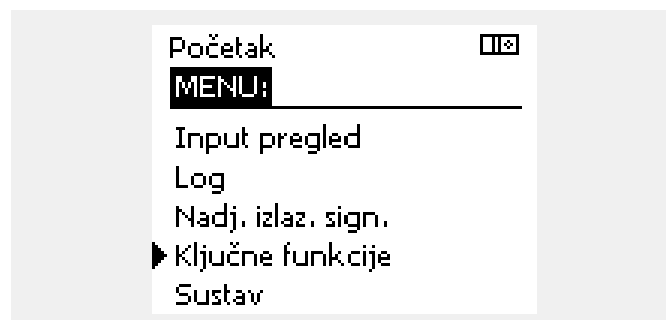 Početak
MENU:
Input pregled
Log
Nadj. izlaz. sign.
Ključne funkcije
Sustav